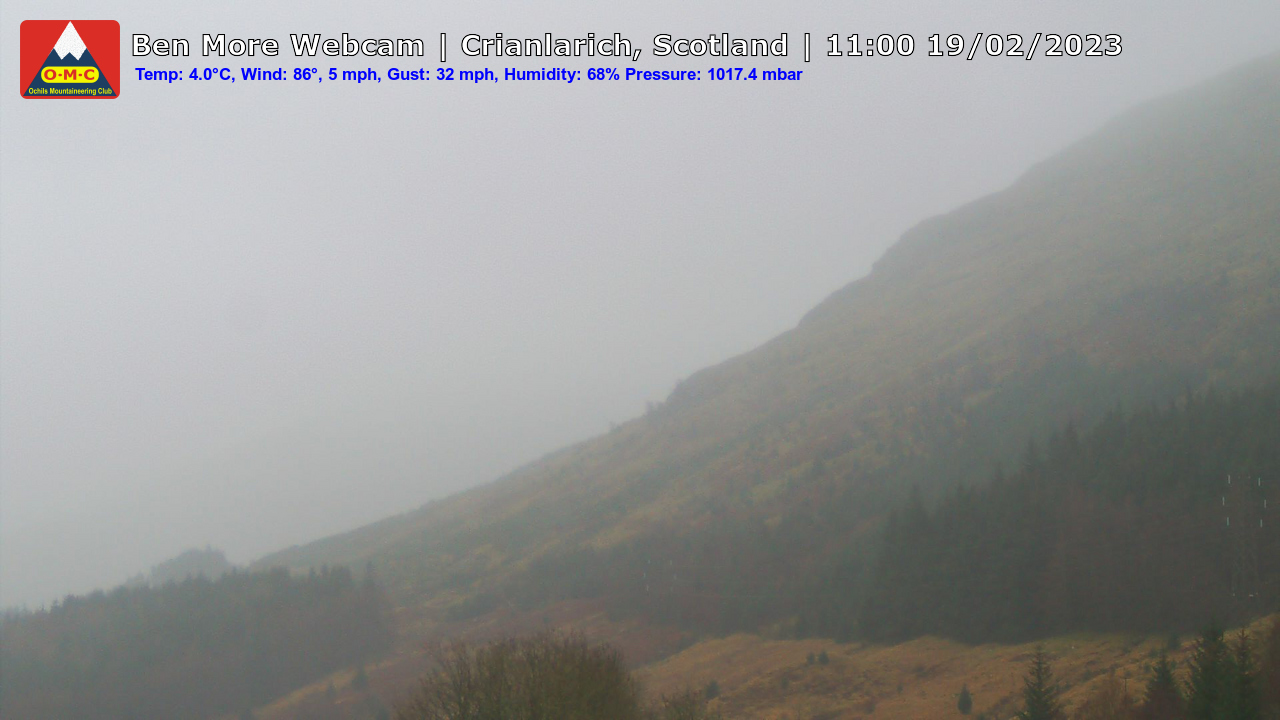 Ben More Webcam | Crianlarich, Scotland | 11:00 19/02/2023
Temp: 4.0°C, Wind: 86°, 5 mph, Gust: 32 mph, Humidity: 68% Pressure: 1017.4 mbar
O-M-C
Ochils Mountaineering Club